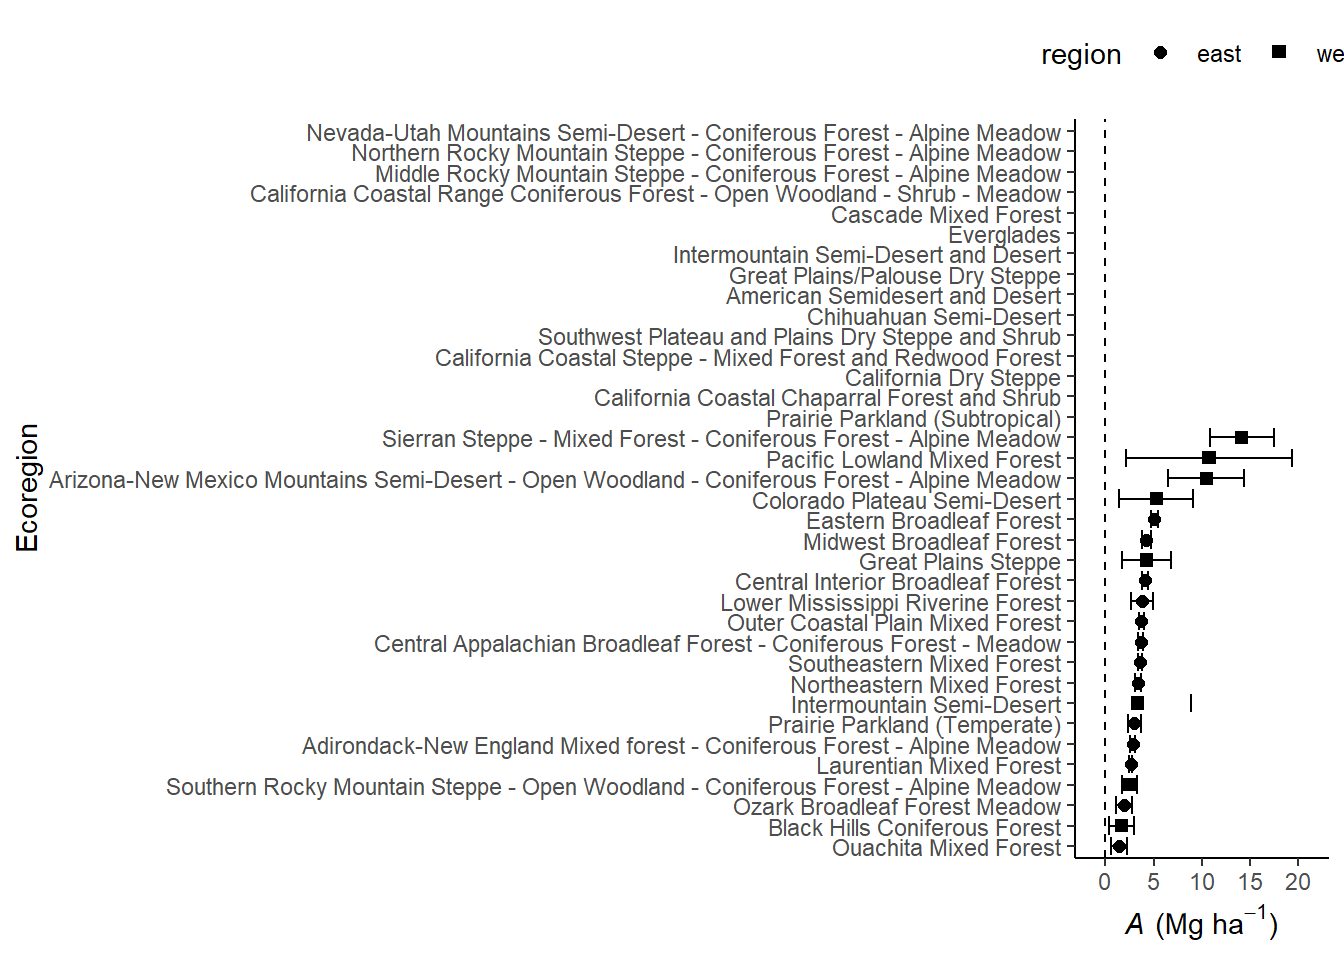 region east we
Nevada-Utah Mountains Semi-Desert - Coniferous Forest - Alpine Meadow
Northern Rocky Mountain Steppe - Coniferous Forest - Alpine Meadow
Middle Rocky Mountain Steppe - Coniferous Forest - Alpine Meadow
California Coastal Range Coniferous Forest - Open Woodland - Shrub - Meadow
Cascade Mixed Forest
Everglades
Intermountain Semi-Desert and Desert
Great Plains/Palouse Dry Steppe
American Semidesert and Desert
Chihuahuan Semi-Desert
Southwest Plateau and Plains Dry Steppe and Shrub
California Coastal Steppe - Mixed Forest and Redwood Forest
California Dry Steppe
California Coastal Chaparral Forest and Shrub
Prairie Parkland (Subtropical)
Sierran Steppe - Mixed Forest - Coniferous Forest - Alpine Meadow
Pacific Lowland Mixed Forest
Arizona-New Mexico Mountains Semi-Desert - Open Woodland - Coniferous Forest - Alpine Meadow
Colorado Plateau Semi-Desert
Eastern Broadleaf Forest
Midwest Broadleaf Forest
Great Plains Steppe
Central Interior Broadleaf Forest
Lower Mississippi Riverine Forest
Outer Coastal Plain Mixed Forest
Central Appalachian Broadleaf Forest - Coniferous Forest - Meadow
Southeastern Mixed Forest
Northeastern Mixed Forest
Intermountain Semi-Desert
Prairie Parkland (Temperate)
Adirondack-New England Mixed forest - Coniferous Forest - Alpine Meadow
Laurentian Mixed Forest
Southern Rocky Mountain Steppe - Open Woodland - Coniferous Forest - Alpine Meadow
Ozark Broadleaf Forest Meadow
Black Hills Coniferous Forest
Ouachita Mixed Forest
Ecoregion
0 5 10 15 20
A (Mg ha⁻¹)